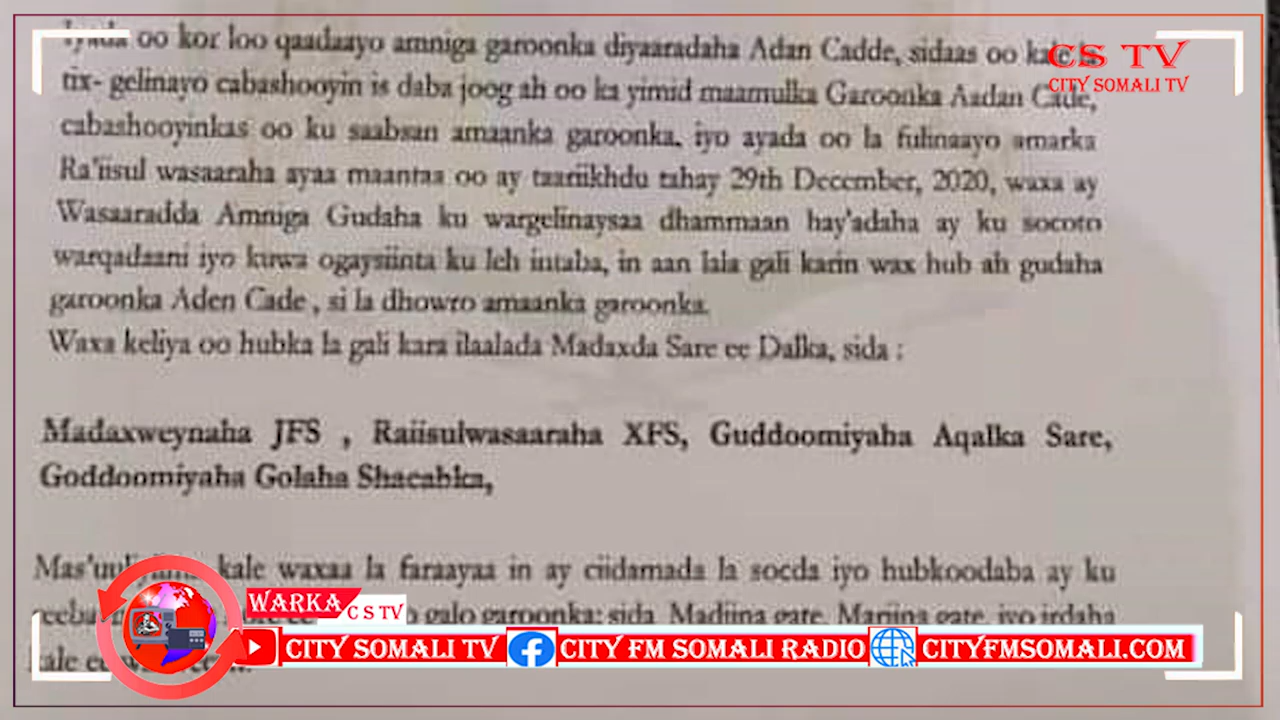 Iyada oo kor loo qaadaayo amniga garoonka diyaaradaha Adan Cadde, sidaas oo kale
tix- gelinayo cabashooyin is daba joog ah oo ka yimid maamulka Garoonka Aadan Cade,
cabashooyinkas oo ku saabsan amaanka garoonka, iyo ayada oo la fulinaayo amarka
Ra'iisul wasaaraha ayaa maantaa oo ay taariikhdu tahay 29th December, 2020, waxa ay
Wasaaradda Amniga Gudaha ku wargelinaysaa dhammaan hay'adaha ay ku socoto
warqadaani iyo kuwa ogaysiinta ku leh intaba, in aan lala gali karin wax hub ah gudaha
garoonka Aden Cade , si la dhowro amaanka garoonka.
Waxa keliya oo hubka la gali kara ilaalada Madaxda Sare ee Dalka, sida :
Madaxweynaha JFS , Raiisulwasaaraha XFS, Guddoomiyaha Aqalka Sare,
Goddoomiyaha Golaha Shacabka,
kale waxaa la faraayaa in ay ciidamada la socda iyo hubkoodaba ay ku
galo garoonka: sida, Madiina gate, Mariina gate, iyo irdaha
kale
CS TV
CITY SOMALI TV
WARKA
CS TV
CITY SOMALI TV
CITY FM SOMALI RADIO
CITYFMSOMALI.COM